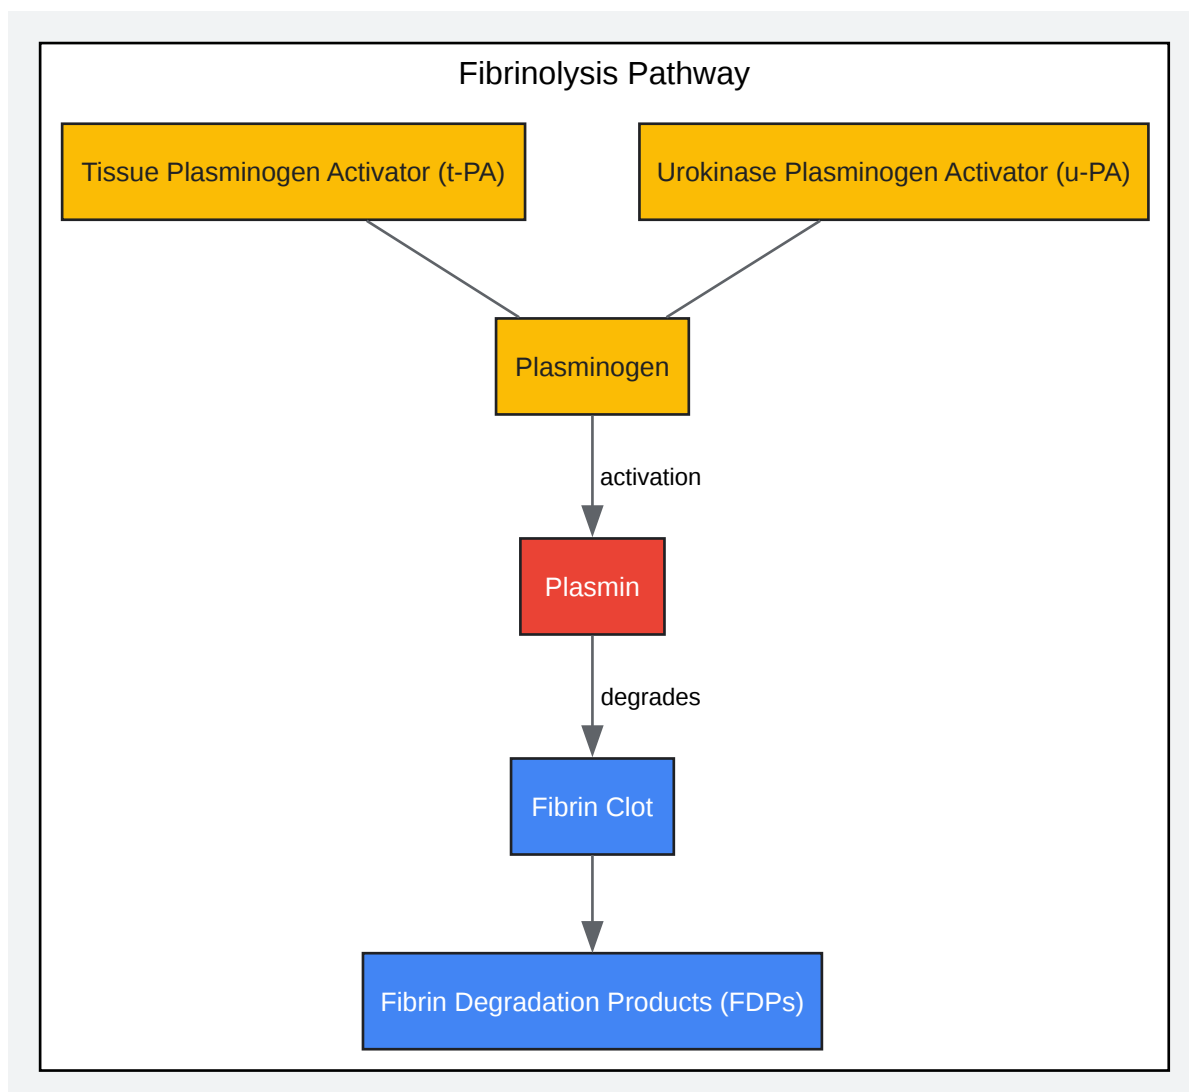 Fibrinolysis Pathway
Tissue Plasminogen Activator (t-PA)
Urokinase Plasminogen Activator (u-PA)
Plasminogen
activation
Plasmin
degrades
Fibrin Clot
Fibrin Degradation Products (FDPs)